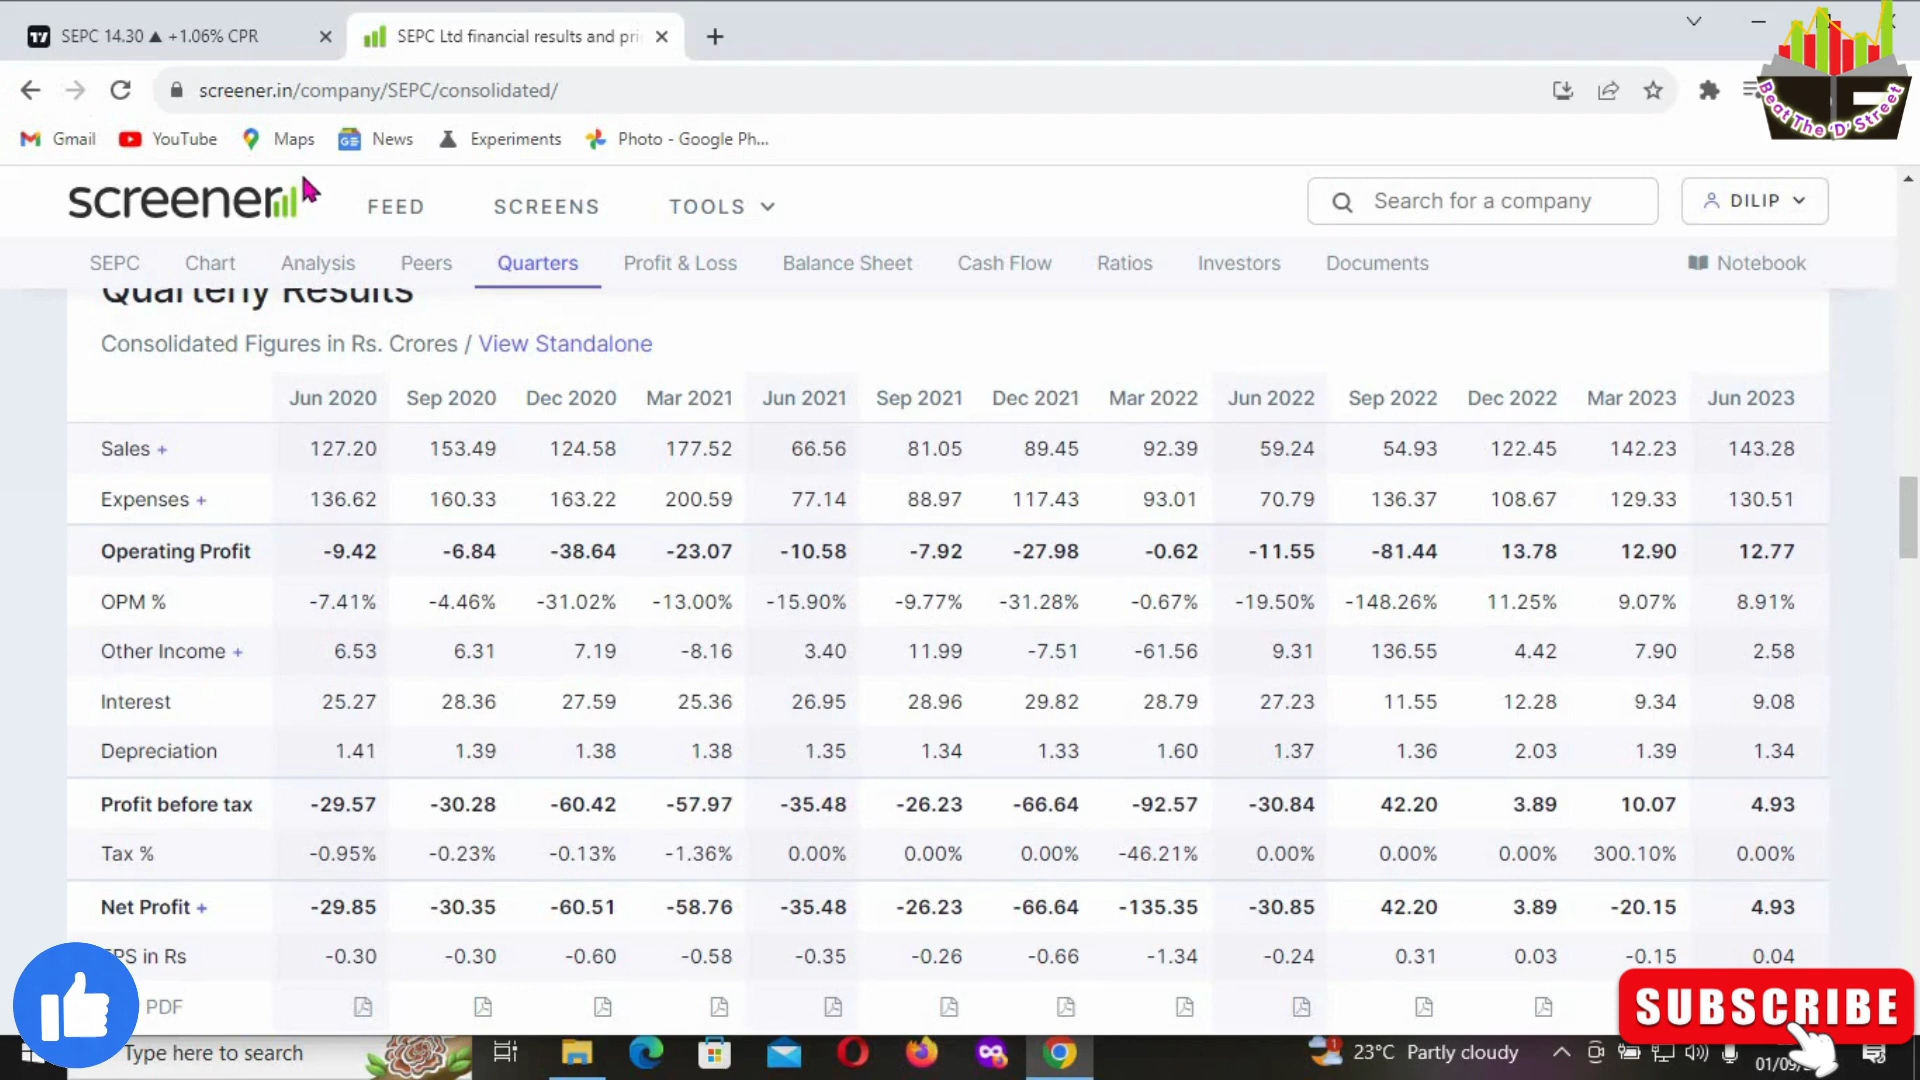 SEPC 14.30 ▲ +1.06% CPR
SEPC Ltd financial results and pri
screener.in/company/SEPC/consolidated/
Beat The 'D' Street
Gmail YouTube Maps News Experiments Photo - Google Ph...
screener FEED SCREENS TOOLS Search for a company DILIP
SEPC Chart Analysis Peers Quarters Profit & Loss Balance Sheet Cash Flow Ratios Investors Documents Notebook
Quarterly Results
Consolidated Figures in Rs. Crores / View Standalone
Jun 2020 Sep 2020 Dec 2020 Mar 2021 Jun 2021 Sep 2021 Dec 2021 Mar 2022 Jun 2022 Sep 2022 Dec 2022 Mar 2023 Jun 2023
Sales + 127.20 153.49 124.58 177.52 66.56 81.05 89.45 92.39 59.24 54.93 122.45 142.23 143.28
Expenses + 136.62 160.33 163.22 200.59 77.14 88.97 117.43 93.01 70.79 136.37 108.67 129.33 130.51
Operating Profit -9.42 -6.84 -38.64 -23.07 -10.58 -7.92 -27.98 -0.62 -11.55 -81.44 13.78 12.90 12.77
OPM % -7.41% -4.46% -31.02% -13.00% -15.90% -9.77% -31.28% -0.67% -19.50% -148.26% 11.25% 9.07% 8.91%
Other Income + 6.53 6.31 7.19 -8.16 3.40 11.99 -7.51 -61.56 9.31 136.55 4.42 7.90 2.58
Interest 25.27 28.36 27.59 25.36 26.95 28.96 29.82 28.79 27.23 11.55 12.28 9.34 9.08
Depreciation 1.41 1.39 1.38 1.38 1.35 1.34 1.33 1.60 1.37 1.36 2.03 1.39 1.34
Profit before tax -29.57 -30.28 -60.42 -57.97 -35.48 -26.23 -66.64 -92.57 -30.84 42.20 3.89 10.07 4.93
Tax % -0.95% -0.23% -0.13% -1.36% 0.00% 0.00% 0.00% -46.21% 0.00% 0.00% 0.00% 300.10% 0.00%
Net Profit + -29.85 -30.35 -60.51 -58.76 -35.48 -26.23 -66.64 -135.35 -30.85 42.20 3.89 -20.15 4.93
PS in Rs -0.30 -0.30 -0.60 -0.58 -0.35 -0.26 -0.66 -1.34 -0.24 0.31 0.03 -0.15 0.04
PDF
SUBSCRIBE
Type here to search 23°C Partly cloudy
01/09/